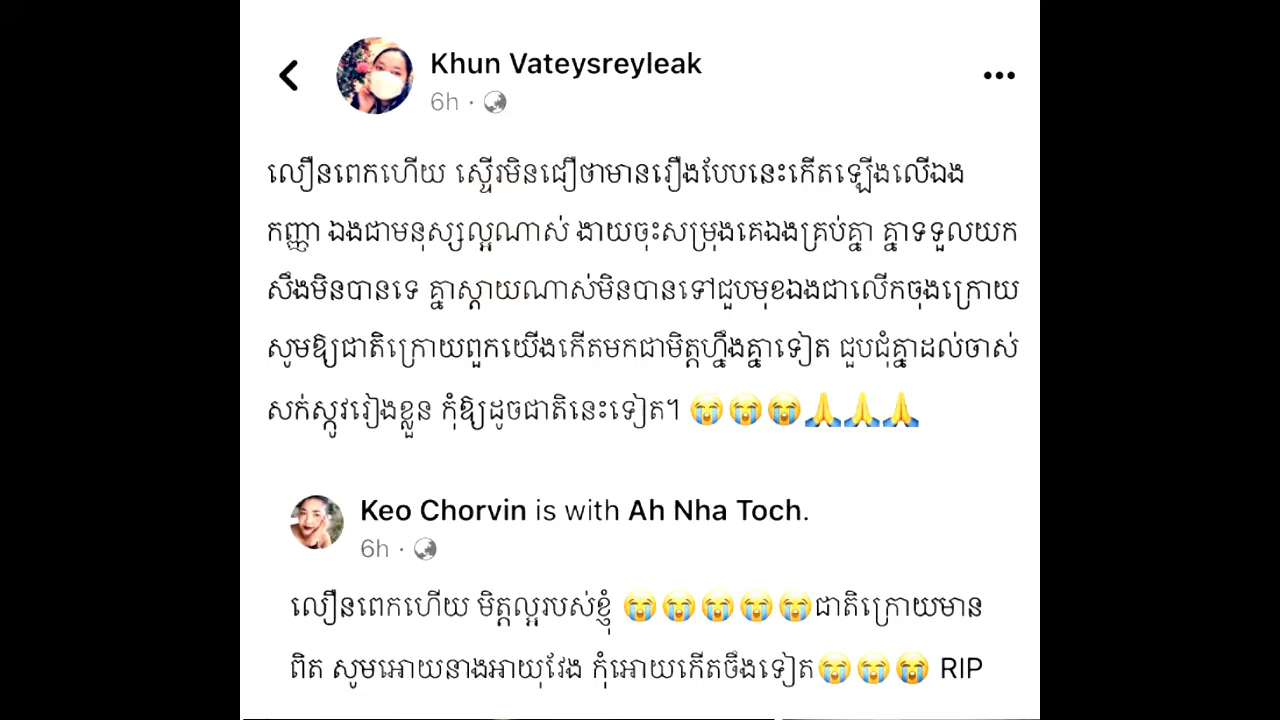 Khun Vateysreyleak
6h ·
លឿនពេកហើយ ស្ទើរមិនជឿថាមានរឿងបែបនេះកើតឡើងលើឯង
កញ្ញា ឯងជាមនុស្សល្អណាស់ ងាយចុះសម្រុងគេឯងគ្រប់គ្នា គ្នាទទួលយក
សឹងមិនបានទេ គ្នាស្ដាយណាស់មិនបានទៅជួបមុខឯងជាលើកចុងក្រោយ
សូមឱ្យជាតិក្រោយពួកយើងកើតមកជាមិត្តហ្នឹងគ្នាទៀត ជួបជុំគ្នាដល់ចាស់
សក់ស្កូវរៀងខ្លួន កុំឱ្យដូចជាតិនេះទៀត។ 😭😭😭🙏🙏🙏
Keo Chorvin is with Ah Nha Toch.
6h ·
លឿនពេកហើយ មិត្តល្អរបស់ខ្ញុំ 😭😭😭😭😭ជាតិក្រោយមាន
ពិត សូមអោយនាងអាយុវែង កុំអោយកើតចឹងទៀត😭😭😭 RIP